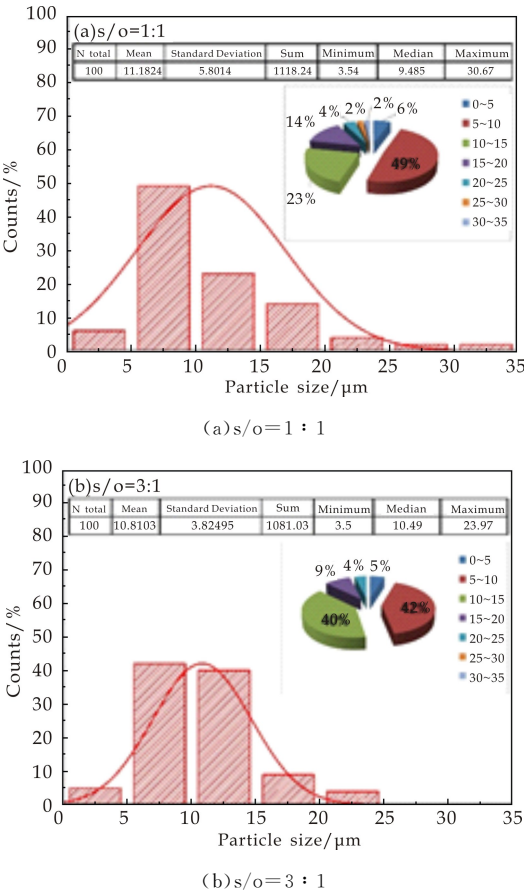 (a)s/o=1:1
N total Mean Standard Deviation Sum Minimum Median Maximum
100 11.1824 5.8014 1118.24 3.54 9.485 30.67
100
90
80
70
60
50
40
30
20
10
0
Counts/%
2% 2% 6%
4%
14%
49%
23%
0~5
5~10
10~15
15~20
20~25
25~30
30~35
0 5 10 15 20 25 30 35
Particle size/μm
(a)s/o=1:1
(b)s/o=3:1
N total Mean Standard Deviation Sum Minimum Median Maximum
100 10.8103 3.82495 1081.03 3.5 10.49 23.97
100
90
80
70
60
50
40
30
20
10
0
Counts/%
9% 4% 5%
40% 42%
0~5
5~10
10~15
15~20
20~25
25~30
30~35
0 5 10 15 20 25 30 35
Particle size/μm
(b)s/o=3:1